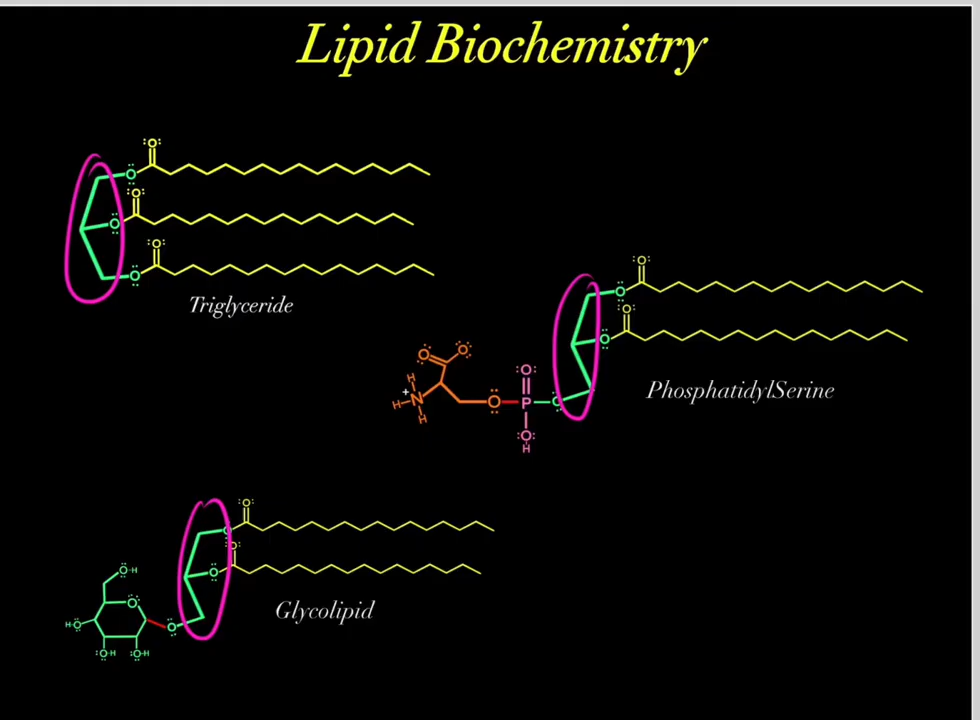 Lipid Biochemistry
:O:
O
:O:
O
:O:
O
Triglyceride
:O:
O
:O:
O
O
O
H
+
H N
H
O
:O:
P
O
:O:
H
PhosphatidylSerine
:O:
O
:O:
O
O H
O
H O
O
O H
O H
Glycolipid